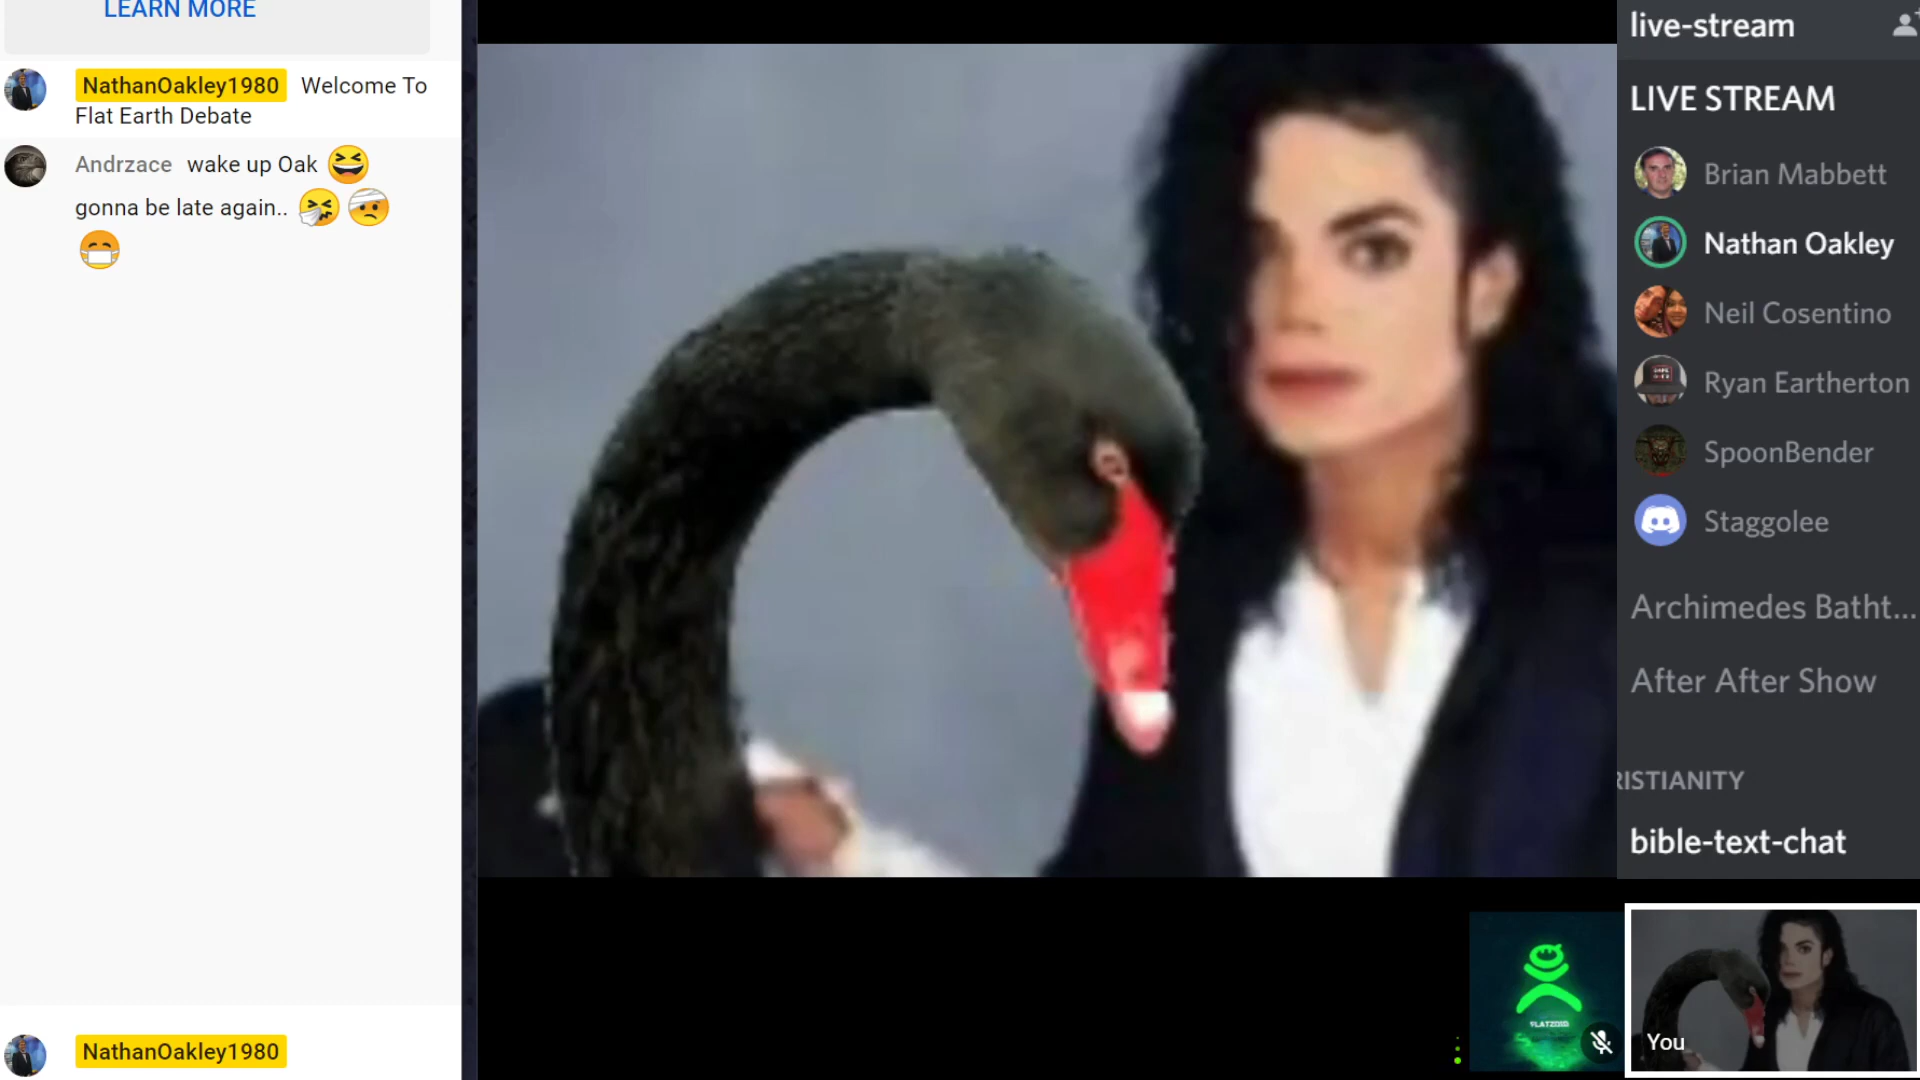 LEARN MORE
NathanOakley1980 Welcome To
Flat Earth Debate
Andrzace wake up Oak
gonna be late again..
NathanOakley1980
live-stream
LIVE STREAM
Brian Mabbett
Nathan Oakley
Neil Cosentino
Ryan Eartherton
SpoonBender
Staggolee
Archimedes Batht...
After After Show
RISTIANITY
bible-text-chat
FLATZOID
You